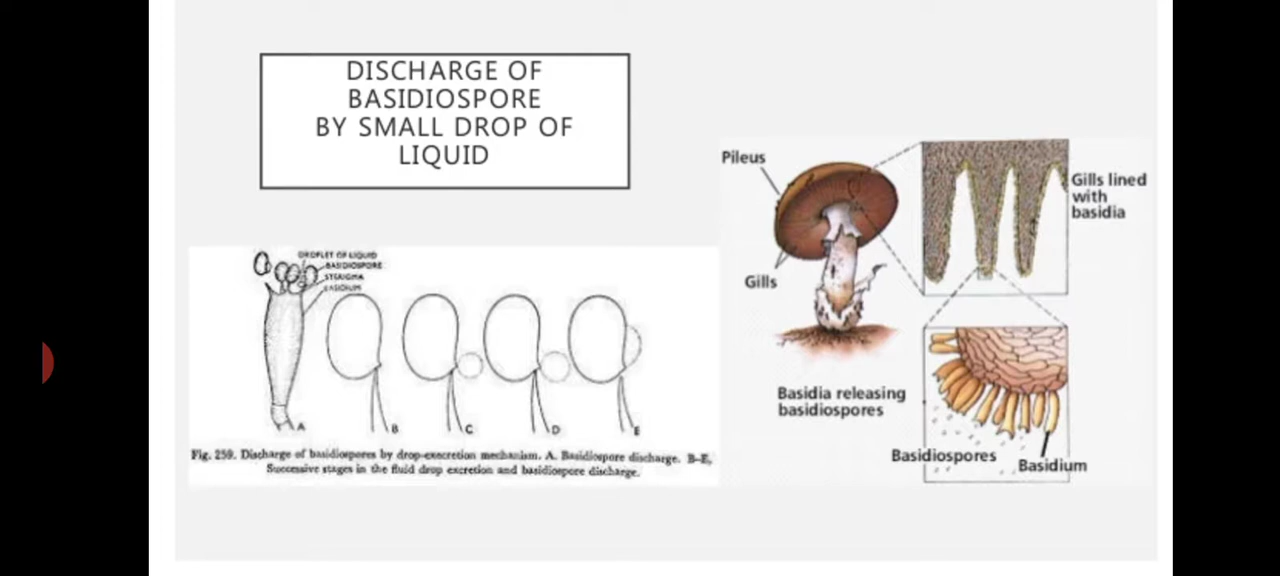 DISCHARGE OF
BASIDIOSPORE
BY SMALL DROP OF
LIQUID
DROPLET OF LIQUID
BASIDIOSPORE
STERIGMA
BASIDIUM
A
B
C
D
E
Fig. 259. Discharge of basidiospores by drop-excretion mechanism. A. Basidiospore discharge. B-E,
Successive stages in the fluid drop excretion and basidiospore discharge.
Pileus
Gills
Gills lined
with
basidia
Basidia releasing
basidiospores
Basidiospores
Basidium